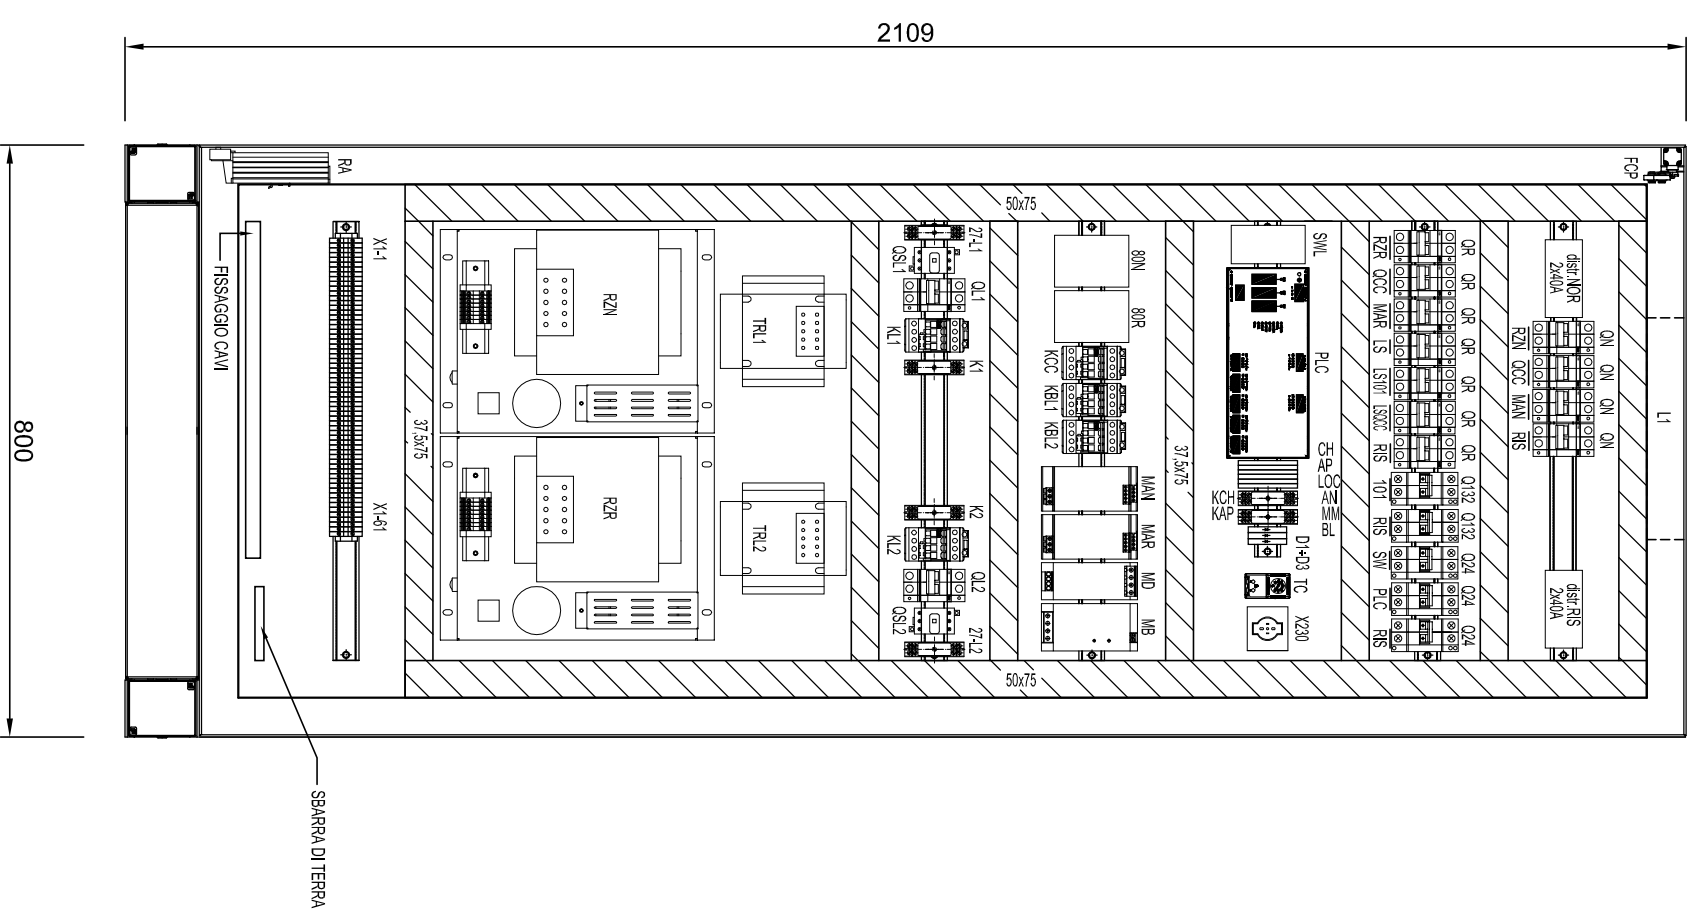 2109
800
L1
FCP
RA
50x75
distr.NOR
2x40A
QN
RZN
QN
QCC
QN
MAN
QN
RIS
distr.RIS
2x40A
QR
RZR
QR
QCC
QR
MAR
QR
LS
QR
LS101
QR
LSQCC
QR
RIS
Q132
101
Q132
RIS
Q24
SW
Q24
PLC
Q24
RIS
SWL
PLC
CH
AP
LOC
AN
MM
BL
KCH
KAP
D1÷D3
TC
X230
37,5x75
80N
80R
KCC
KBL1
KBL2
MAN
MAR
MD
MB
27-L1
QSL1
QL1
KL1
K1
K2
KL2
QL2
QSL2
27-L2
TRL1
TRL2
RZN
RZR
37,5x75
50x75
X1-1
X1-61
FISSAGGIO CAVI
SBARRA DI TERRA